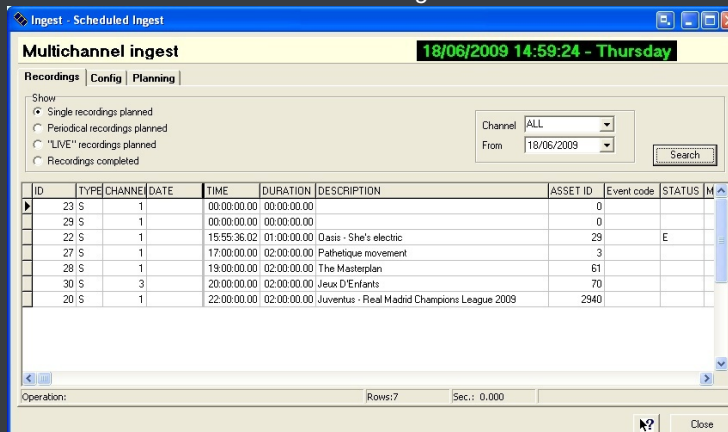 Ingest - Scheduled Ingest
Multichannel ingest
18/06/2009 14:59:24 - Thursday
Recordings Config Planning
Show
Single recordings planned
Periodical recordings planned
"LIVE" recordings planned
Recordings completed
Channel ALL
From 18/06/2009
Search
ID TYPE CHANNEL DATE TIME DURATION DESCRIPTION ASSET ID Event code STATUS M
23 S 1 00:00:00.00 00:00:00.00 0
29 S 1 00:00:00.00 00:00:00.00 0
22 S 1 15:55:36.02 01:00:00.00 Oasis - She's electric 29 E
27 S 1 17:00:00.00 02:00:00.00 Pathetique movement 3
28 S 1 19:00:00.00 02:00:00.00 The Masterplan 61
30 S 3 20:00:00.00 02:00:00.00 Jeux D'Enfants 70
20 S 1 22:00:00.00 02:00:00.00 Juventus - Real Madrid Champions League 2009 2940
Operation: Rows:7 Sec.: 0.000
? Close